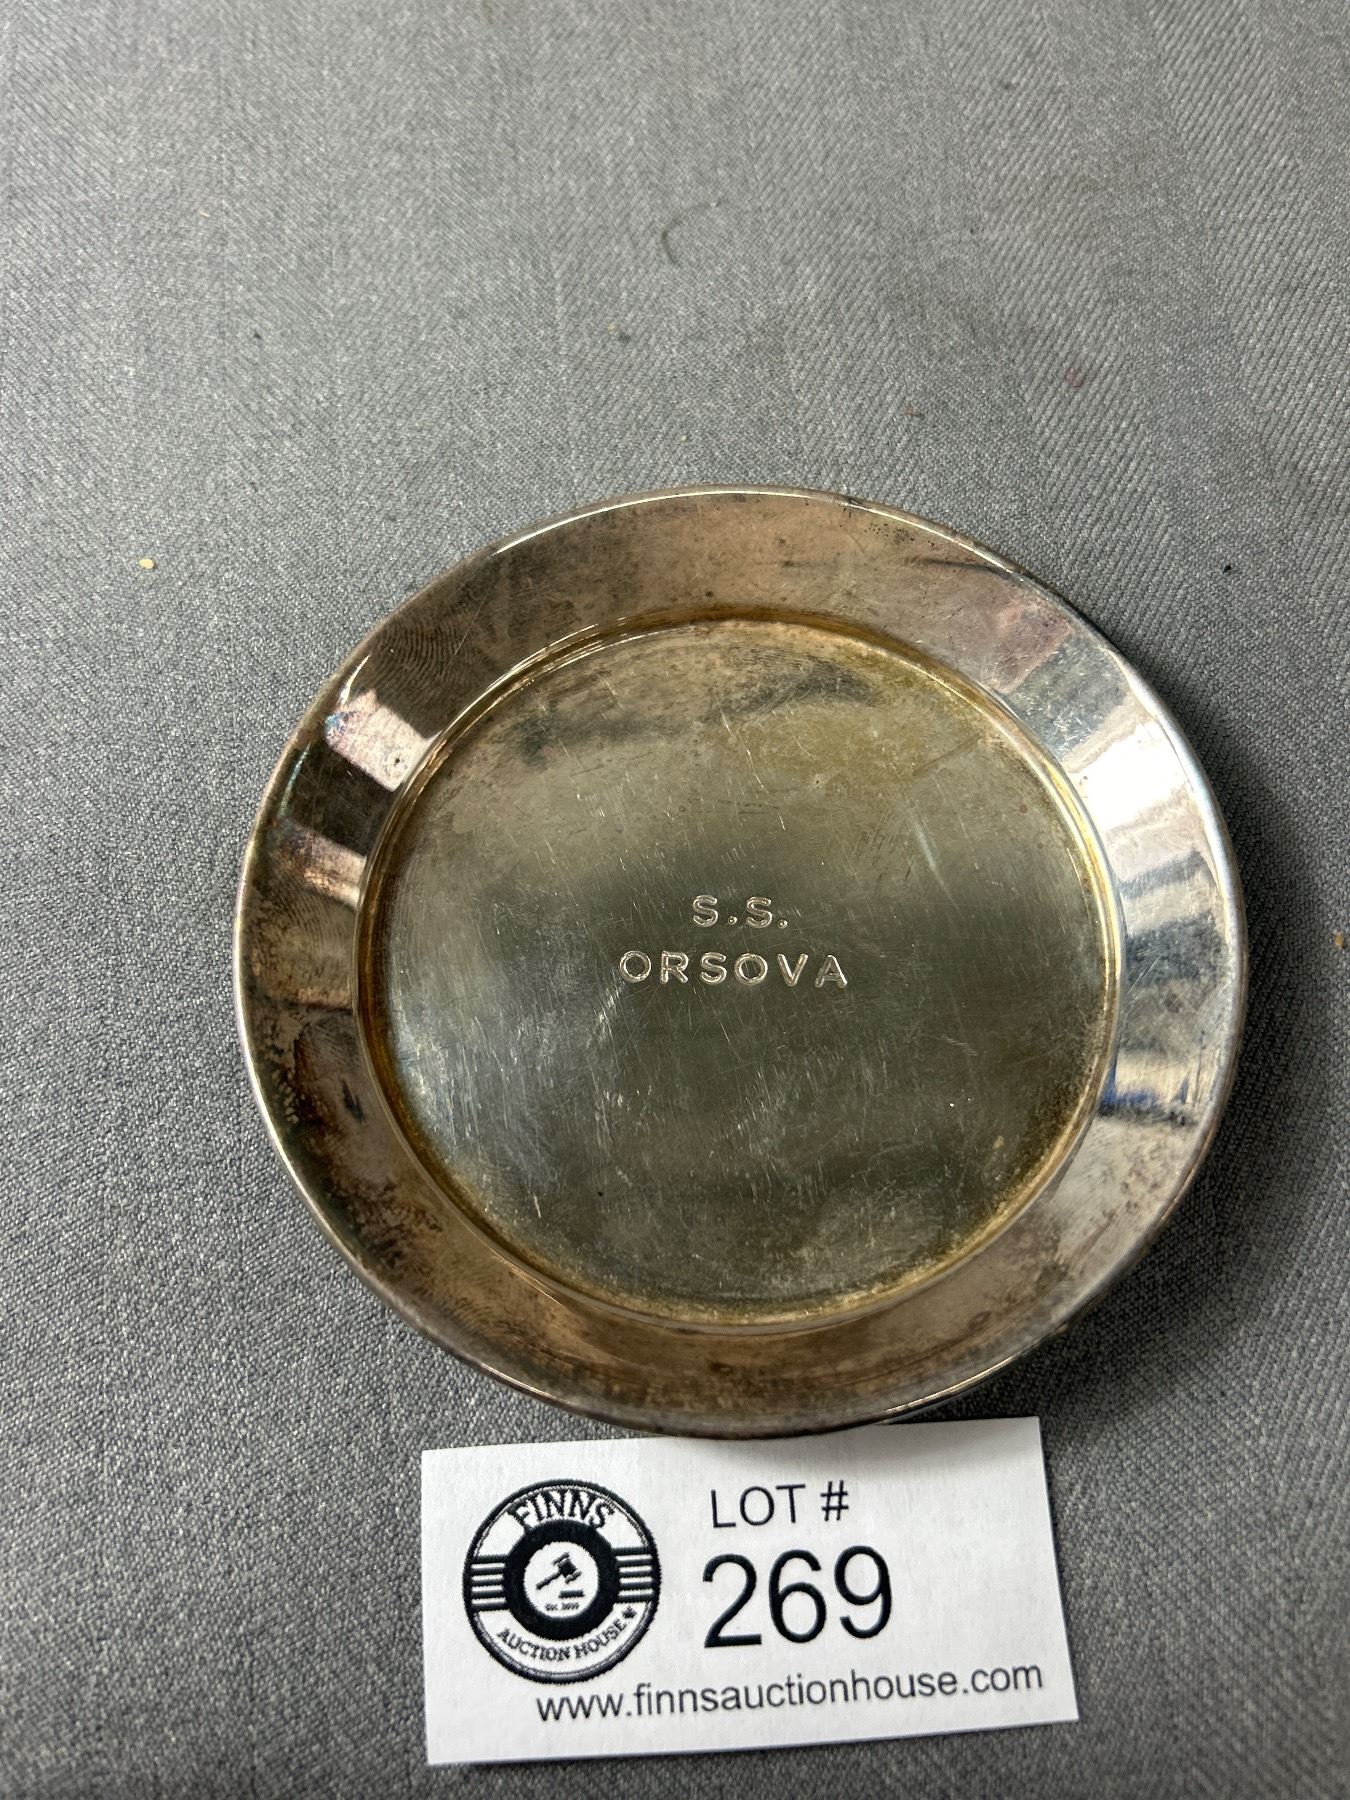 S.S.
ORSOVA
FINNS
AUCTION HOUSE
LOT #
269
www.finnsauctionhouse.com